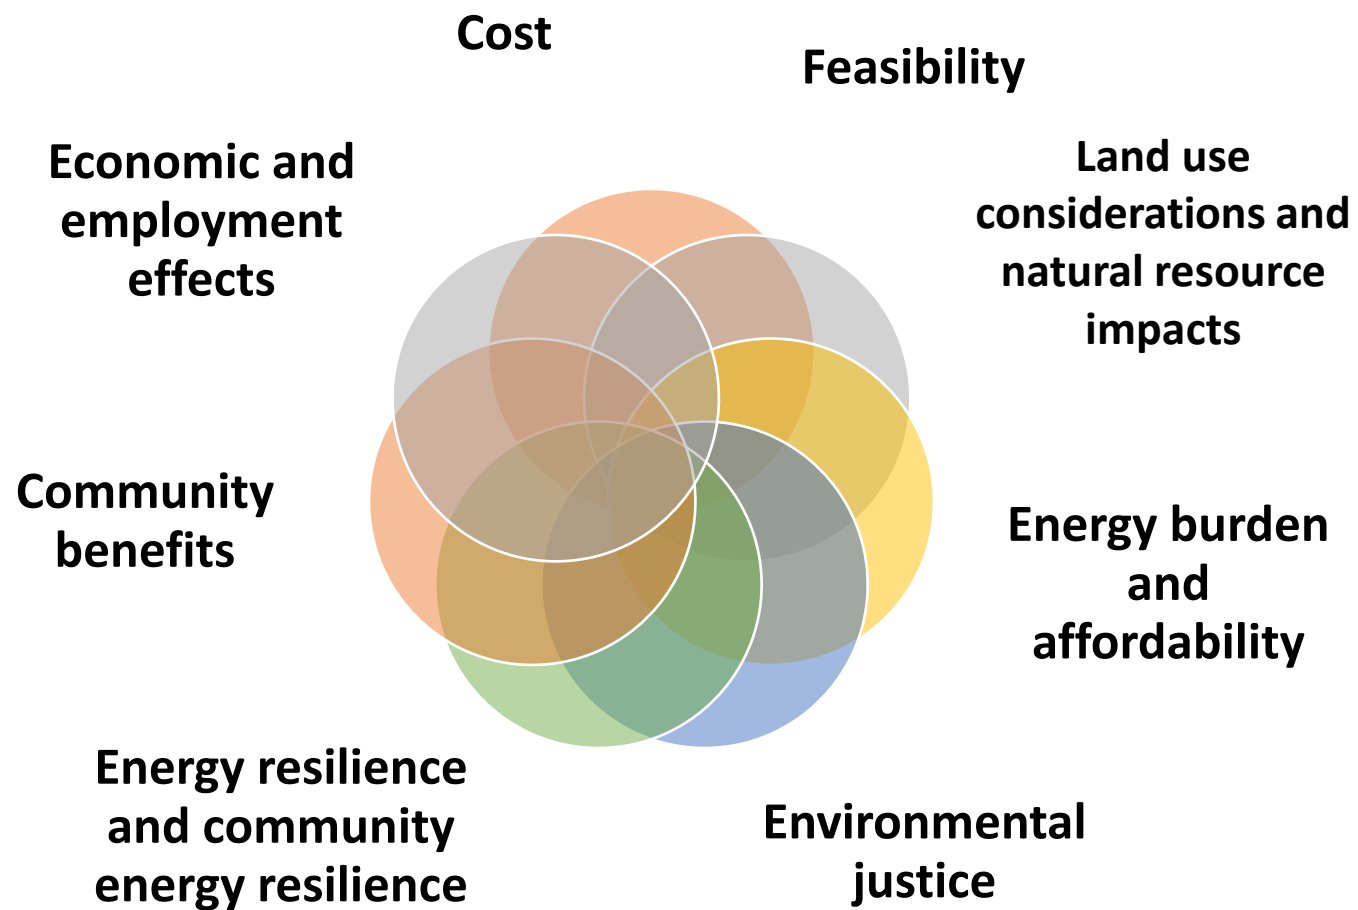 Cost
Feasibility
Land use
considerations and
natural resource
impacts
Energy burden
and
affordability
Environmental
justice
Energy resilience
and community
energy resilience
Community
benefits
Economic and
employment
effects